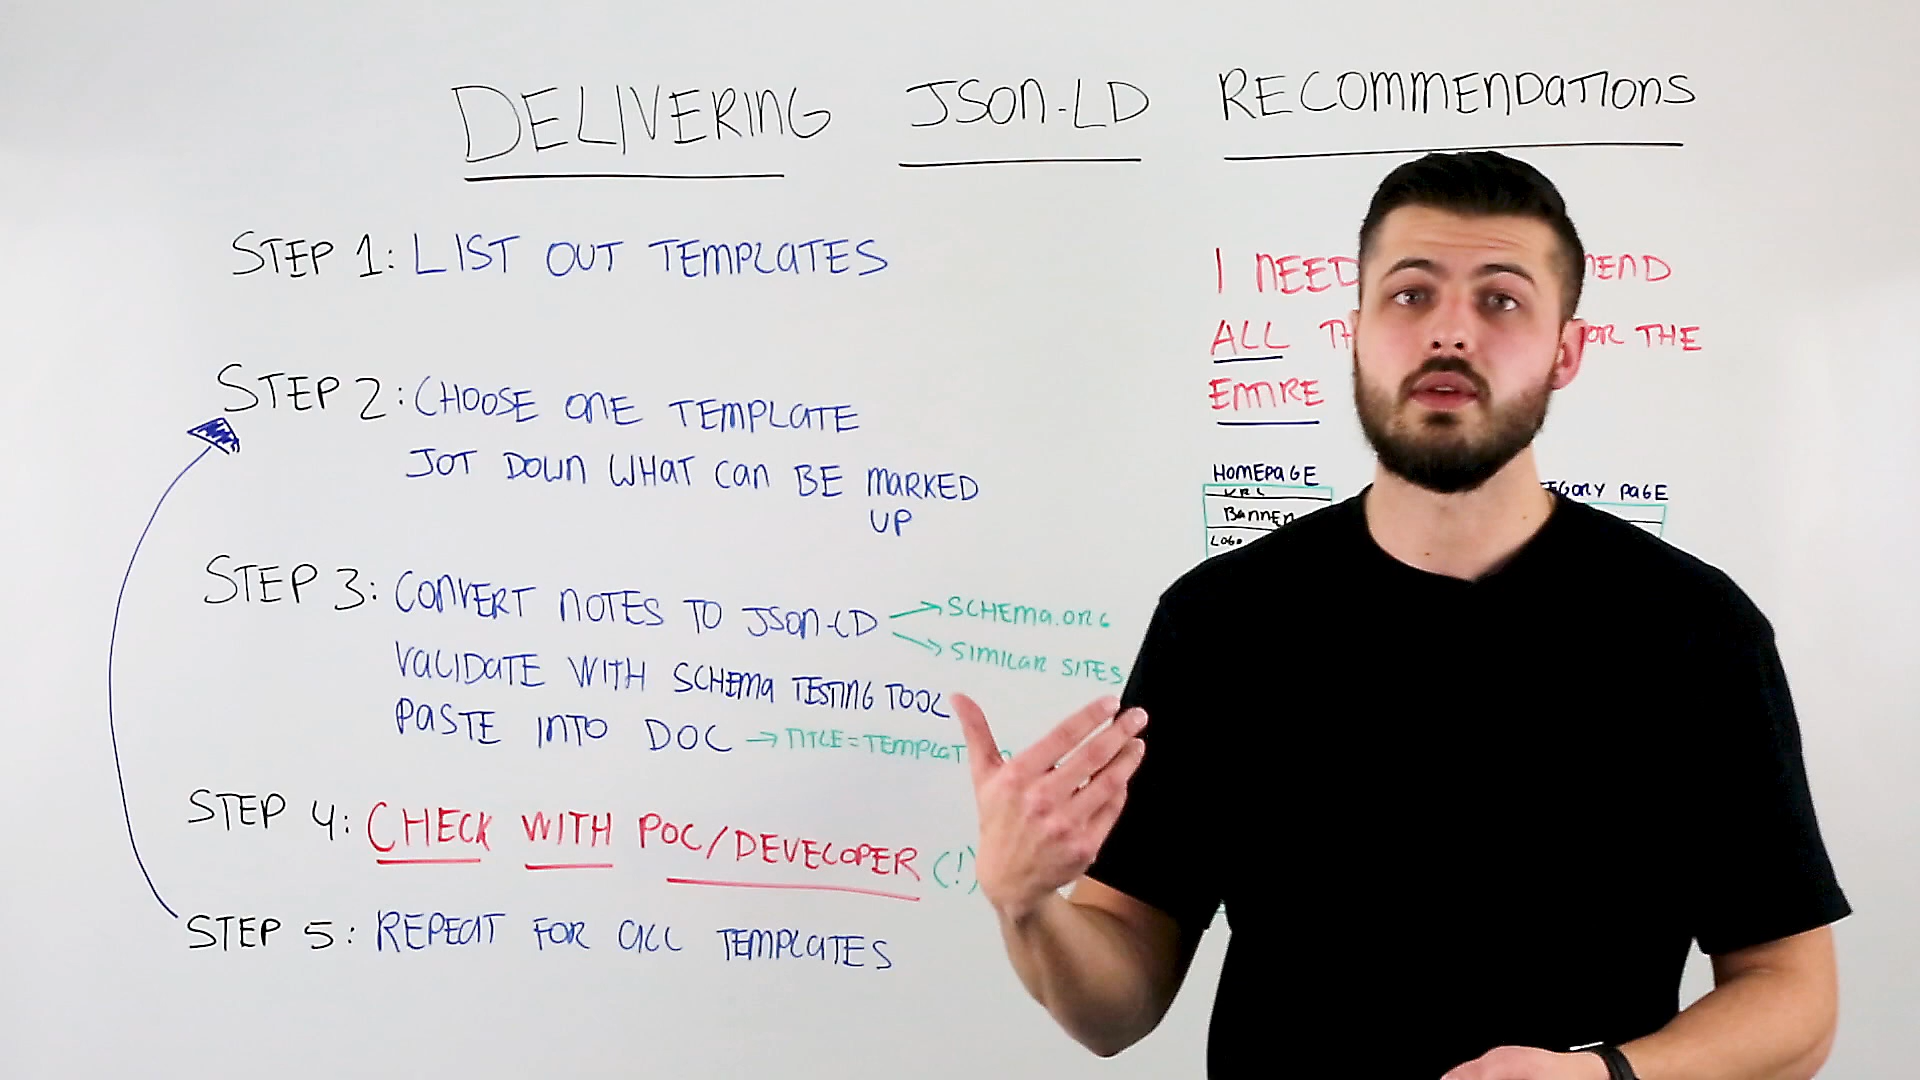 DELIVERING JSON-LD RECOMMENDATIONS
STEP 1: LIST OUT TEMPLATES
STEP 2: CHOOSE ONE TEMPLATE
JOT DOWN WHAT CAN BE MARKED
UP
STEP 3: CONVERT NOTES TO JSON-LD → SCHEMA.ORG
→ SIMILAR SITES
VALIDATE WITH SCHEMA TESTING TOOL
PASTE INTO DOC → TITLE=TEMPLAT
STEP 4: CHECK WITH POC/DEVELOPER (!)
STEP 5: REPEAT FOR ALL TEMPLATES
I NEED
ALL THE
ENTIRE
HOMEPAGE
URL
BANNER
LOGO
PAGE